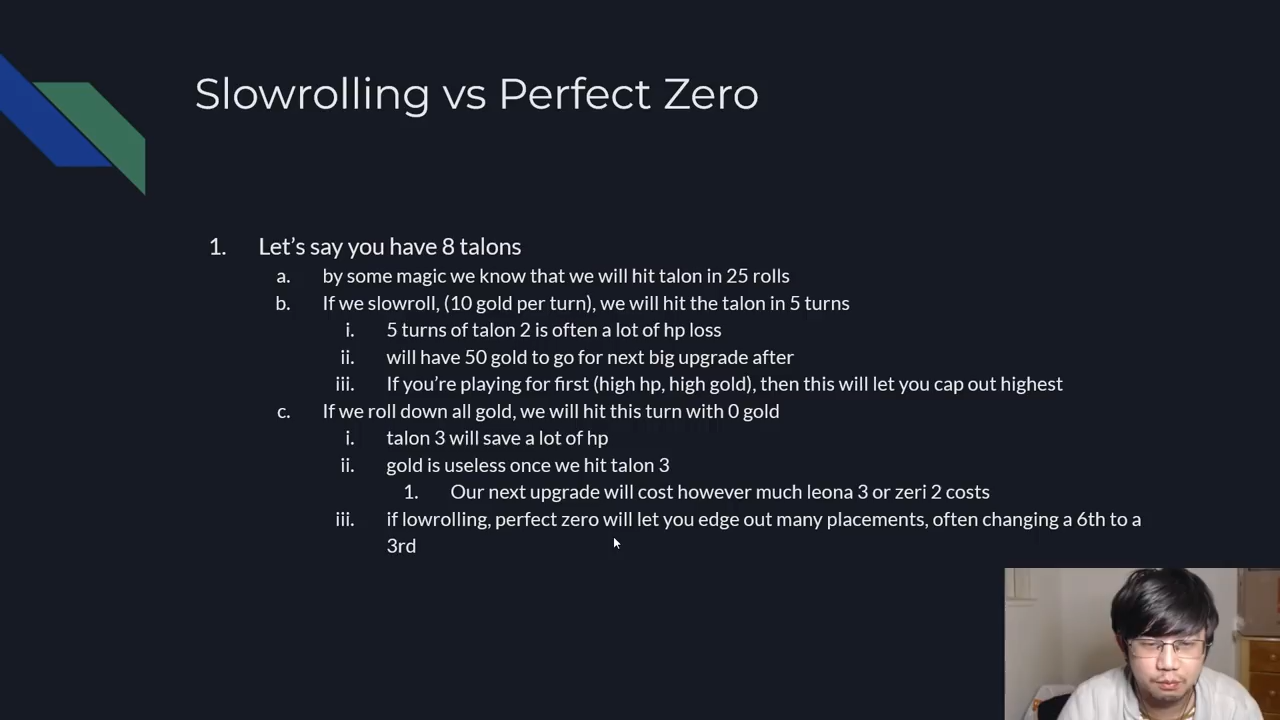 Slowrolling vs Perfect Zero
1. Let's say you have 8 talons
a. by some magic we know that we will hit talon in 25 rolls
b. If we slowroll, (10 gold per turn), we will hit the talon in 5 turns
i. 5 turns of talon 2 is often a lot of hp loss
ii. will have 50 gold to go for next big upgrade after
iii. If you're playing for first (high hp, high gold), then this will let you cap out highest
c. If we roll down all gold, we will hit this turn with 0 gold
i. talon 3 will save a lot of hp
ii. gold is useless once we hit talon 3
1. Our next upgrade will cost however much leona 3 or zeri 2 costs
iii. if lowrolling, perfect zero will let you edge out many placements, often changing a 6th to a
3rd